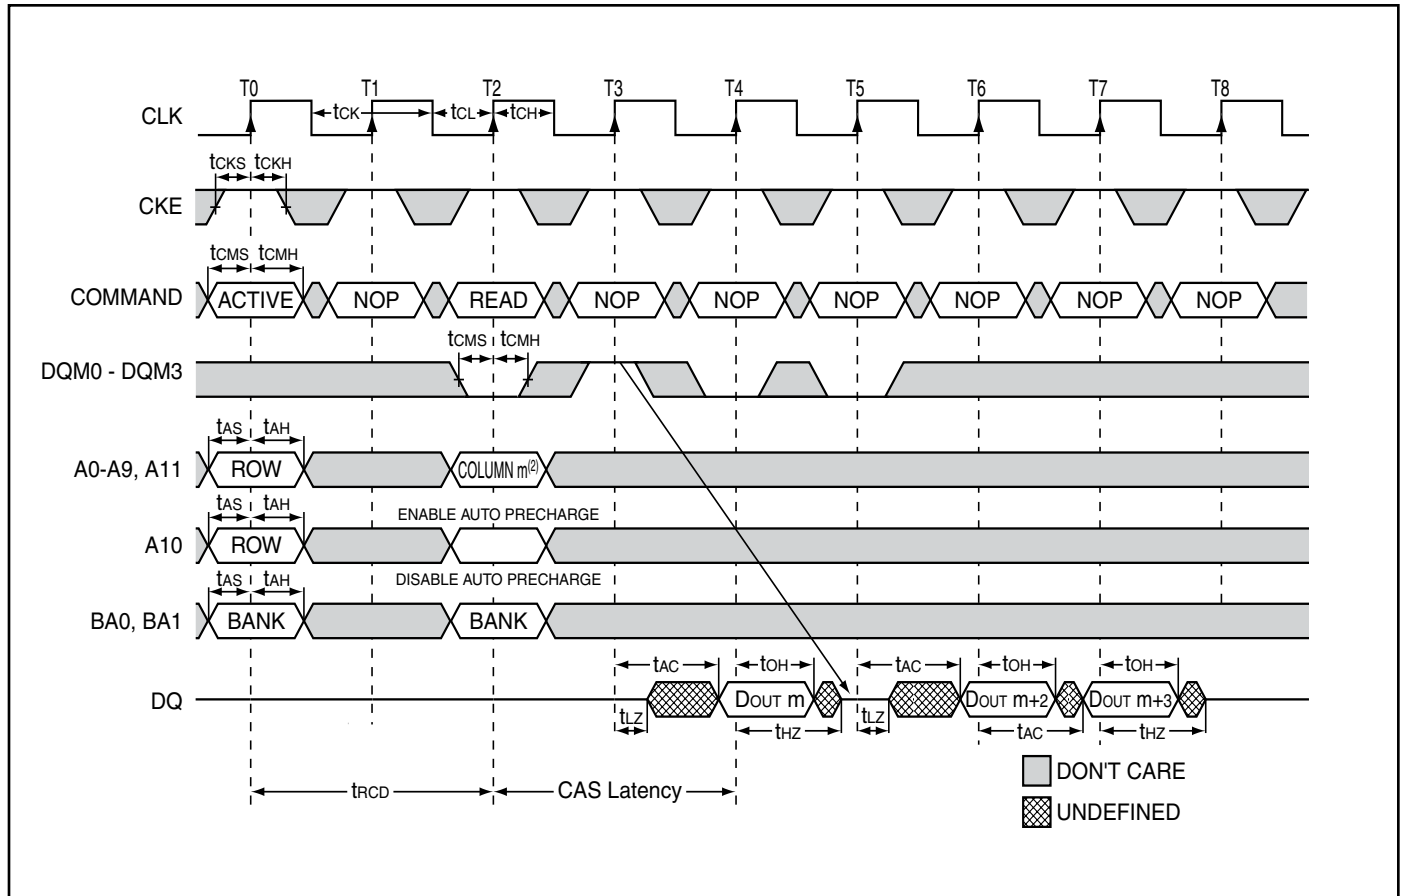 T0 T1 T2 T3 T4 T5 T6 T7 T8
CLK tCK tCL tCH
tCKS tCKH
CKE
tCMS tCMH
COMMAND ACTIVE NOP READ NOP NOP NOP NOP NOP NOP
tCMS tCMH
DQM0 - DQM3
tAS tAH
A0-A9, A11 ROW COLUMN m(2)
tAS tAH ENABLE AUTO PRECHARGE
A10 ROW
tAS tAH DISABLE AUTO PRECHARGE
BA0, BA1 BANK BANK
tAC tOH tAC tOH tOH
DQ DOUT m DOUT m+2 DOUT m+3
tLZ tHZ tLZ tAC tHZ
DON'T CARE
tRCD CAS Latency
UNDEFINED